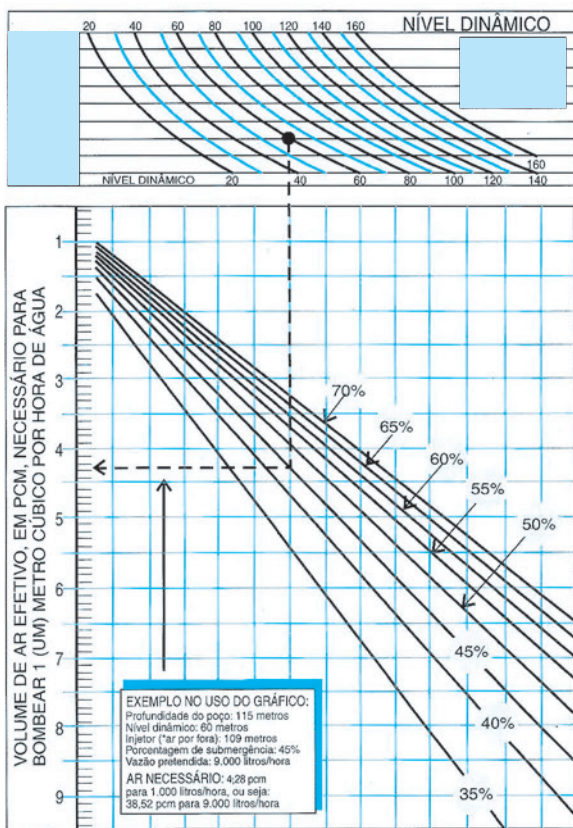 20 40 60 80 100 120 140 160 NÍVEL DINÂMICO
160
NÍVEL DINÂMICO 20 40 60 80 100 120 140
VOLUME DE AR EFETIVO, EM PCM, NECESSÁRIO PARA
BOMBEAR 1 (UM) METRO CÚBICO POR HORA DE ÁGUA
1
2
3
4
5
6
7
8
9
70%
65%
60%
55%
50%
45%
40%
35%
EXEMPLO NO USO DO GRÁFICO:
Profundidade do poço: 115 metros
Nível dinâmico: 60 metros
Injetor (*ar por fora): 109 metros
Porcentagem de submergência: 45%
Vazão pretendida: 9.000 litros/hora
AR NECESSÁRIO: 4;28 pcm
para 1.000 litros/hora, ou seja:
38,52 pcm para 9.000 litros/hora